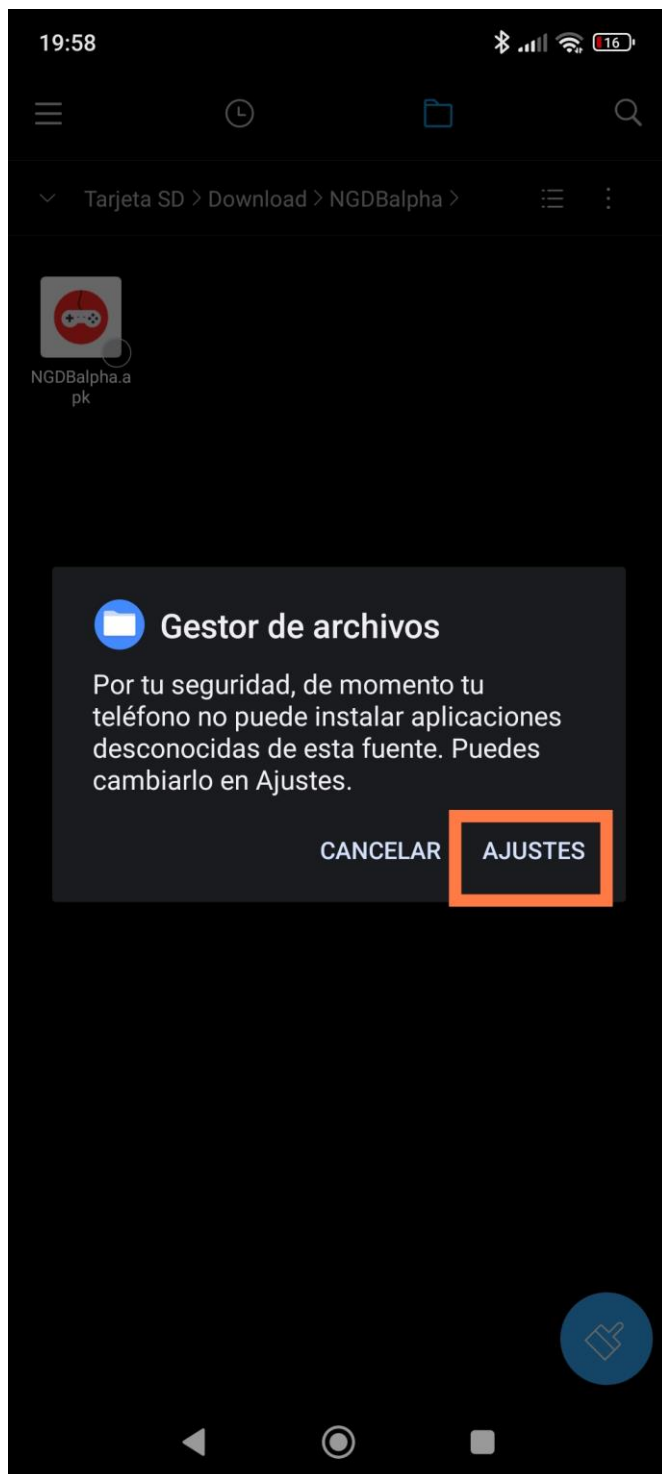 19:58
16
Tarjeta SD > Download > NGDBalpha >
NGDBalpha.a
pk
Gestor de archivos
Por tu seguridad, de momento tu
teléfono no puede instalar aplicaciones
desconocidas de esta fuente. Puedes
cambiarlo en Ajustes.
CANCELAR AJUSTES